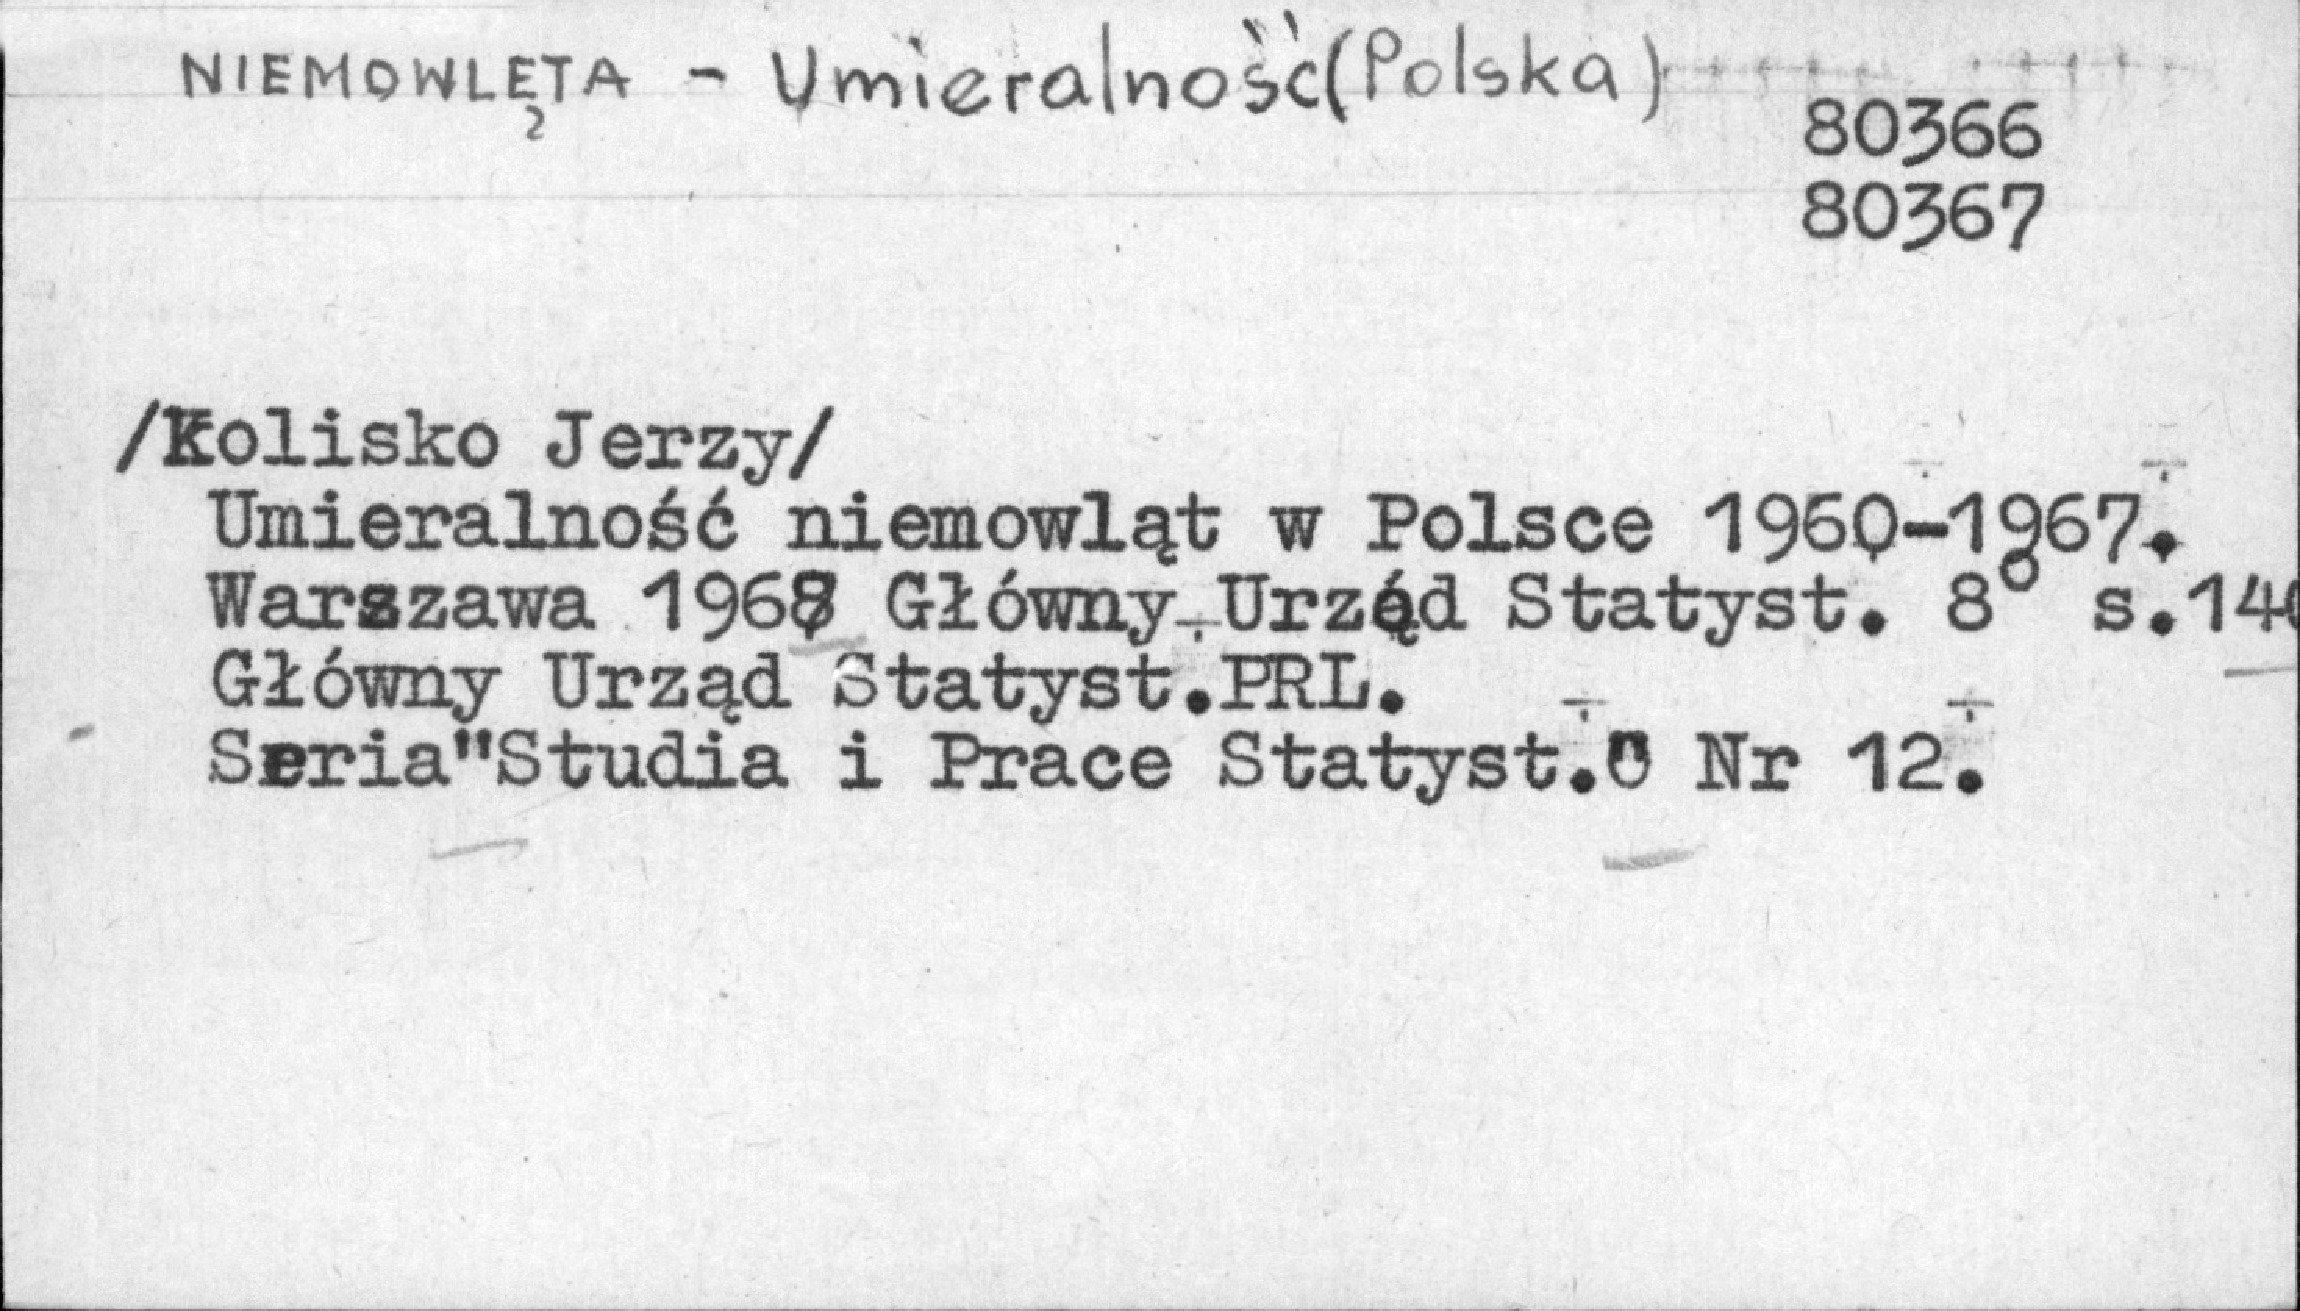 NIEMOWLĘTA - Umieralność (Polska)
80366
80367
/Kolisko Jerzy/
Umieralność niemowląt w Polsce 1960-1967.
Warszawa 1968 Główny Urząd Statyst. 8° s.140
Główny Urząd Statyst.PRL.
Seria"Studia i Prace Statyst." Nr 12.